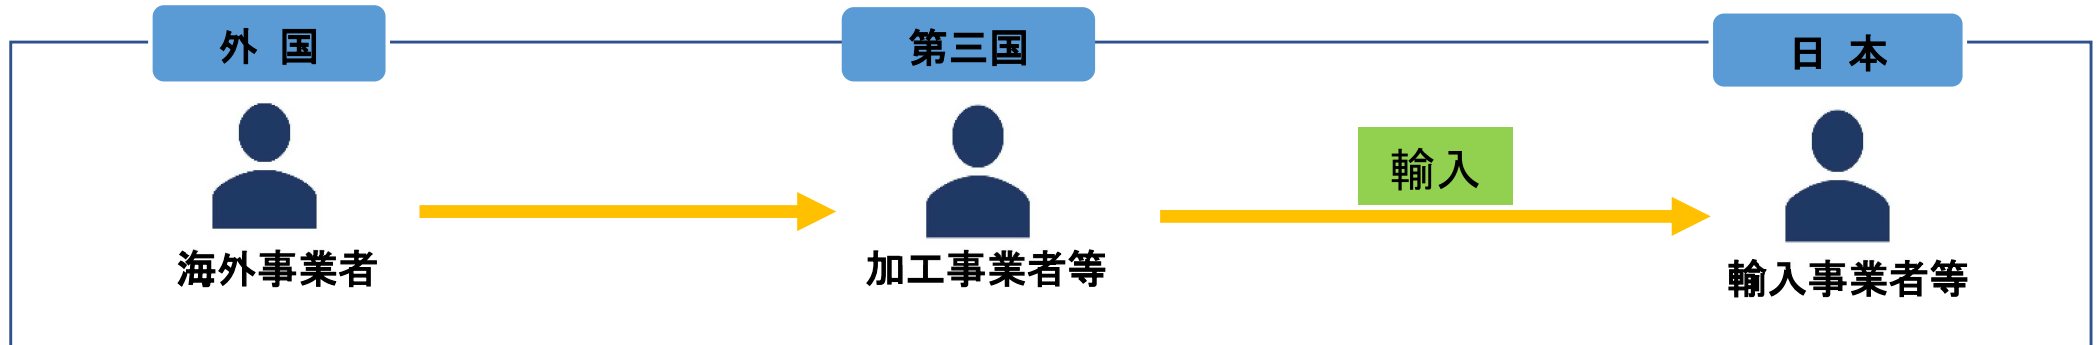 外国
第三国
日本
輸入
海外事業者
加工事業者等
輸入事業者等